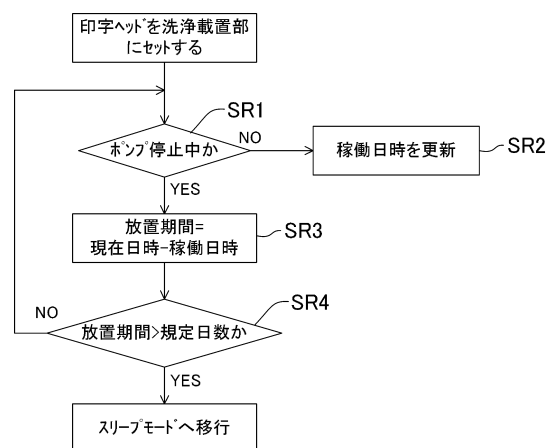 印字ヘッドを洗浄載置部
にセットする
SR1
ポンプ停止中か
NO
稼働日時を更新
SR2
YES
放置期間=
現在日時-稼働日時
SR3
NO
SR4
放置期間>規定日数か
YES
スリープモードへ移行